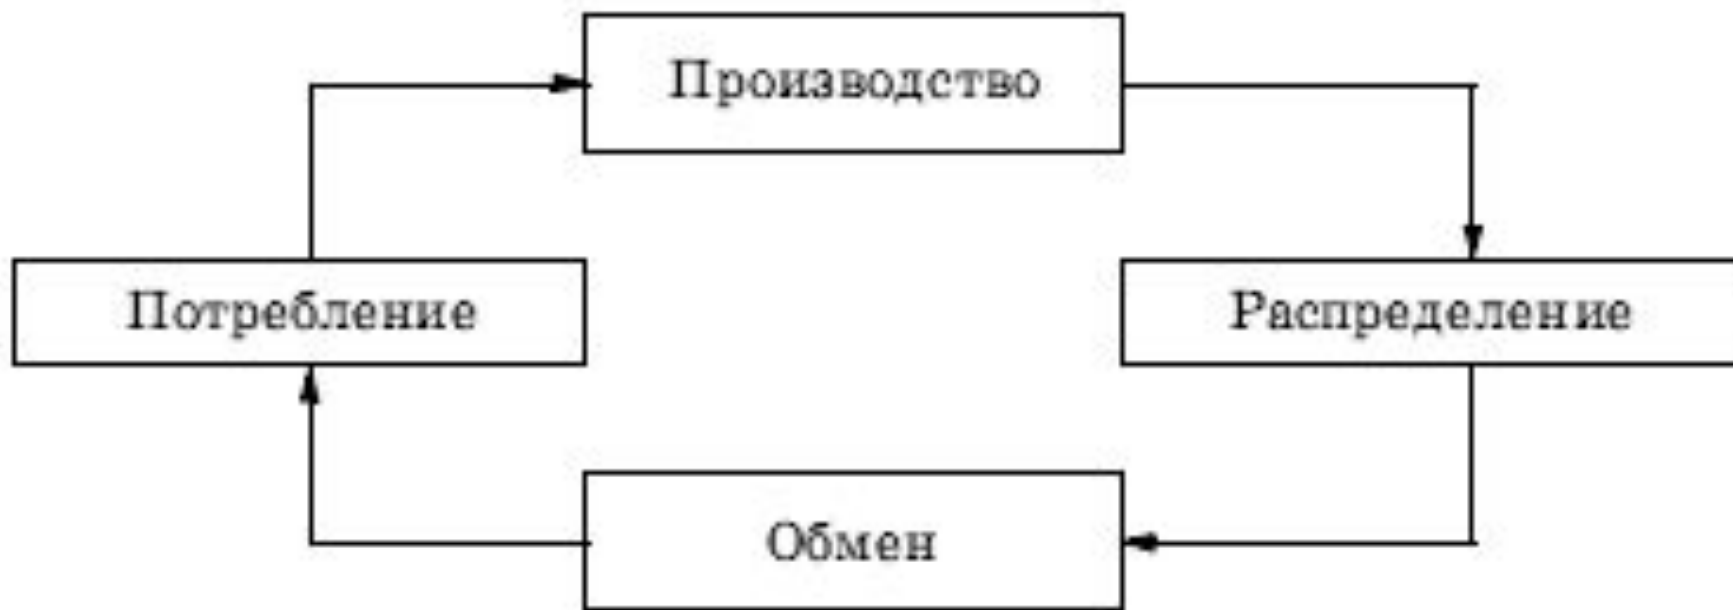 Производство
Потребление
Распределение
Обмен